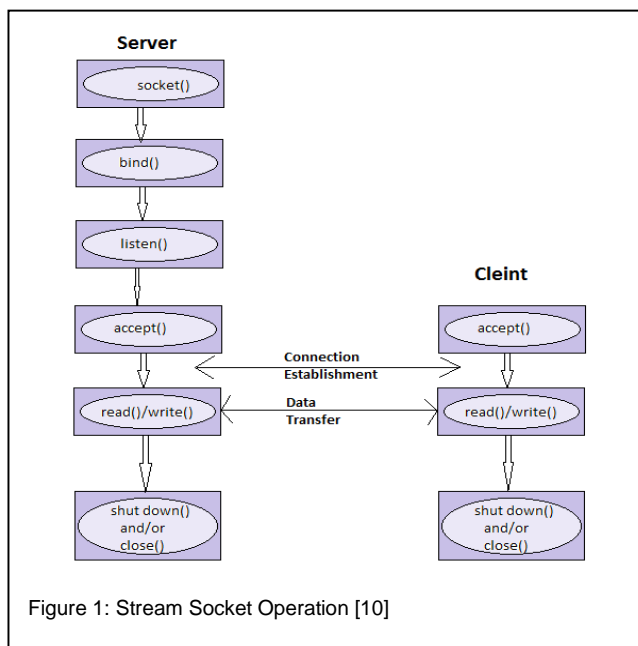 Server
socket()
bind()
listen()
Cleint
accept()
accept()
Connection
Establishment
read()/write()
Data
Transfer
read()/write()
shut down()
and/or
close()
shut down()
and/or
close()
Figure 1: Stream Socket Operation [10]